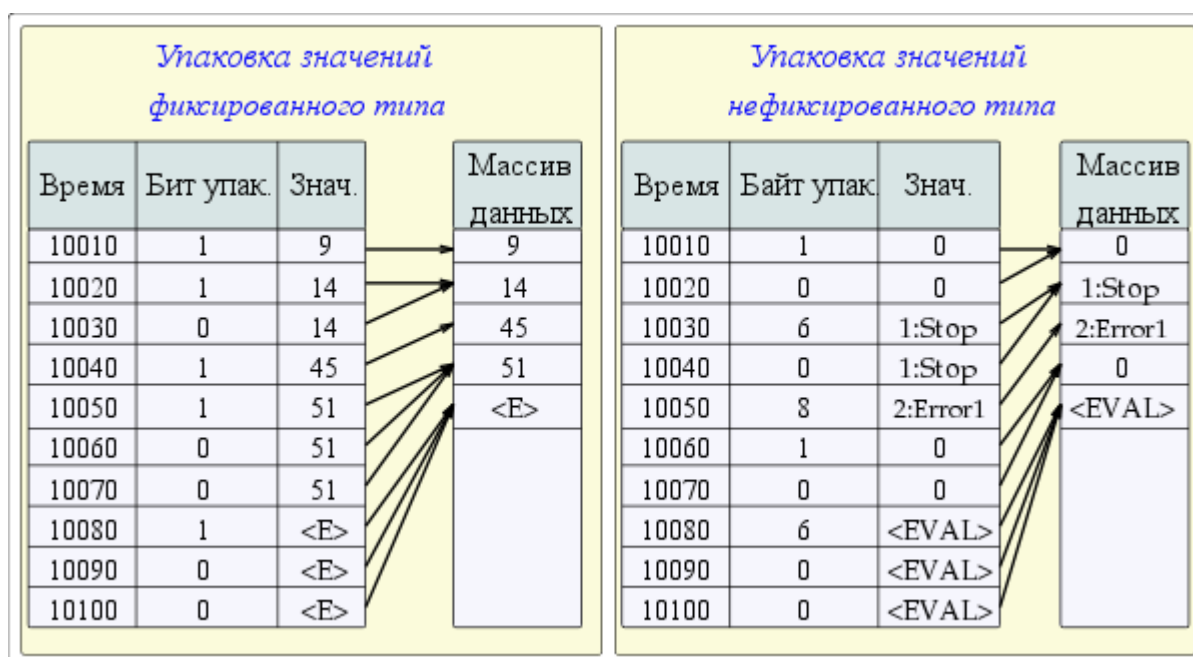 Упаковка значений
фиксированного типа
Время Бит упак. Знач. Массив данных
10010 1 9 9
10020 1 14 14
10030 0 14 45
10040 1 45 51
10050 1 51 <E>
10060 0 51
10070 0 51
10080 1 <E>
10090 0 <E>
10100 0 <E>
Упаковка значений
нефиксированного типа
Время Байт упак. Знач. Массив данных
10010 1 0 0
10020 0 0 1:Stop
10030 6 1:Stop 2:Error1
10040 0 1:Stop 0
10050 8 2:Error1 <EVAL>
10060 1 0
10070 0 0
10080 6 <EVAL>
10090 0 <EVAL>
10100 0 <EVAL>